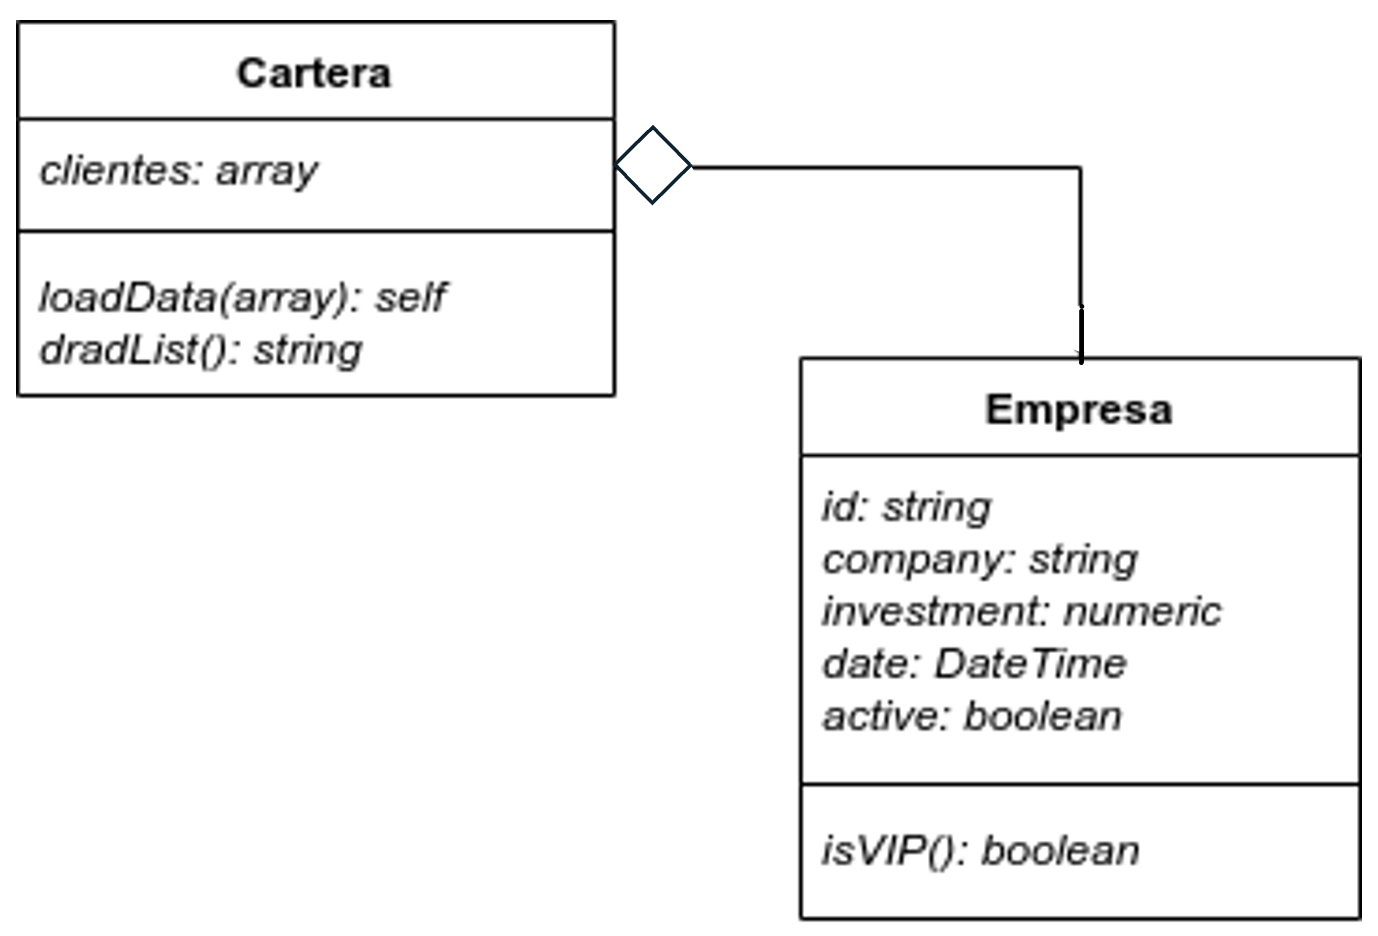 Cartera
clientes: array
loadData(array): self
dradList(): string
Empresa
id: string
company: string
investment: numeric
date: DateTime
active: boolean
isVIP(): boolean